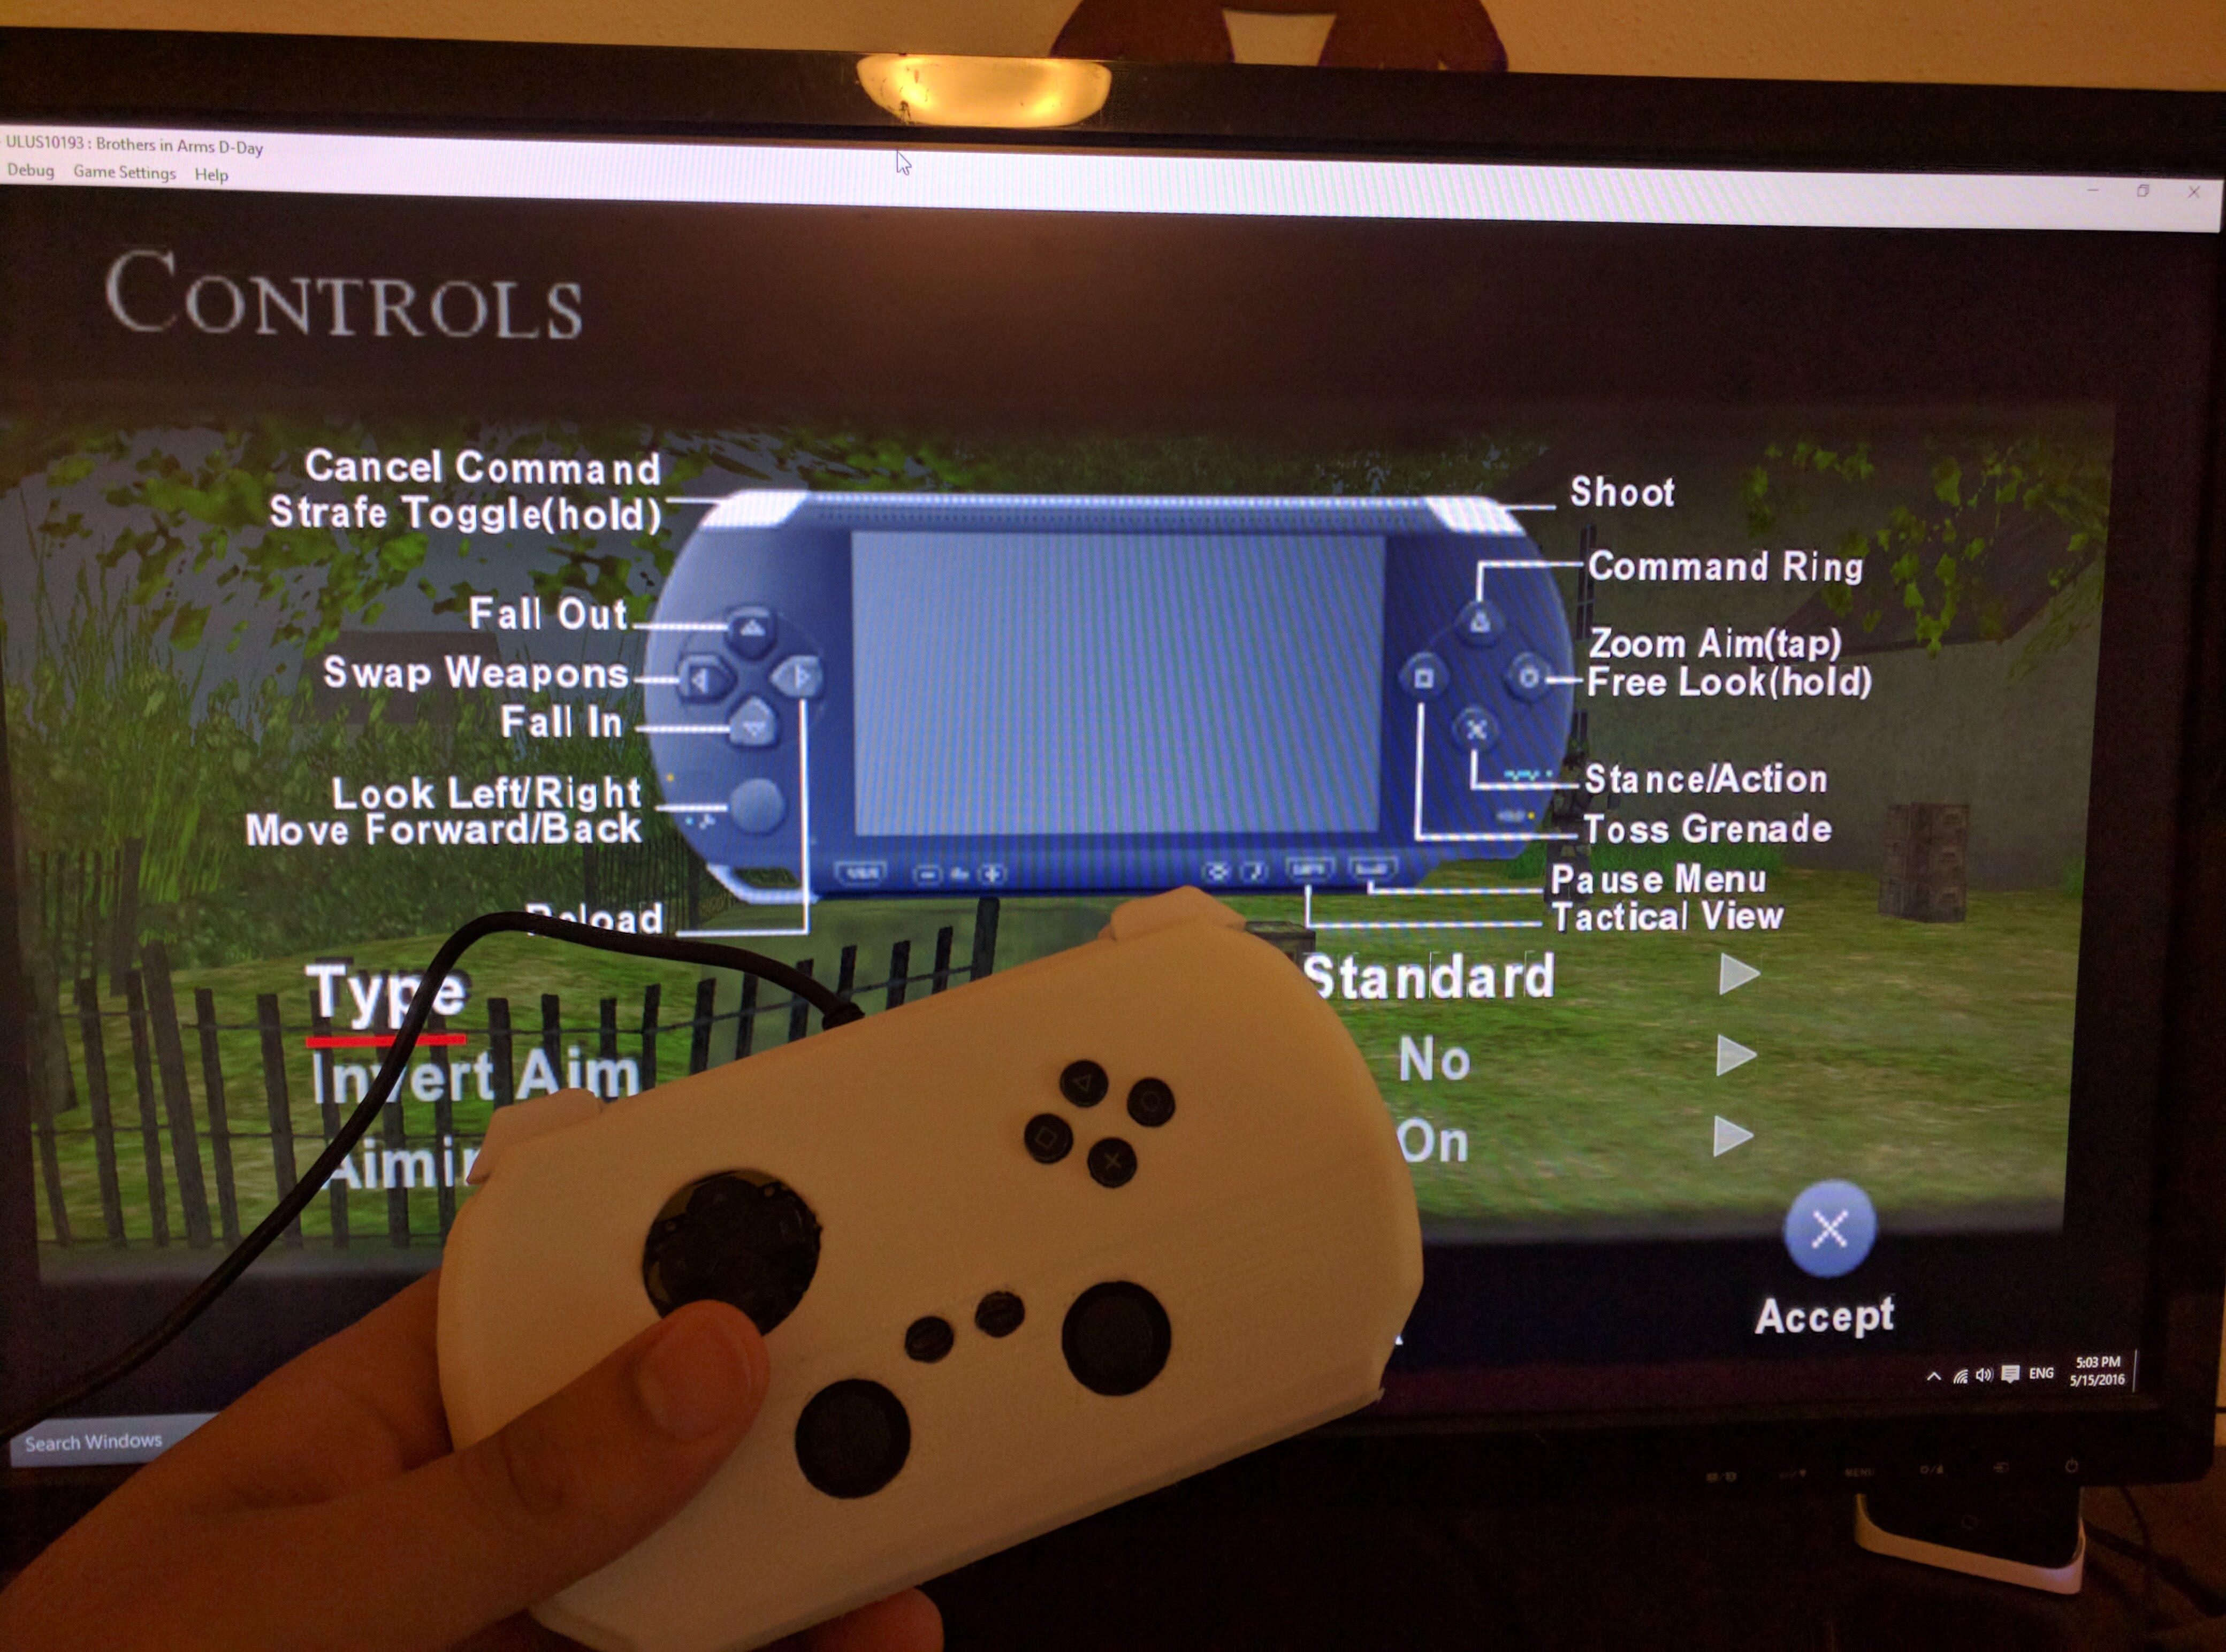 ULUS10193 : Brothers in Arms D-Day
Debug Game Settings Help
CONTROLS
Cancel Command
Strafe Toggle(hold)
Fall Out
Swap Weapons
Fall In
Look Left/Right
Move Forward/Back
Reload
Shoot
Command Ring
Zoom Aim(tap)
Free Look(hold)
Stance/Action
Toss Grenade
Pause Menu
Tactical View
Type Standard
Invert Aim No
On
Accept
ENG
5:03 PM
5/15/2016
Search Windows
MENU